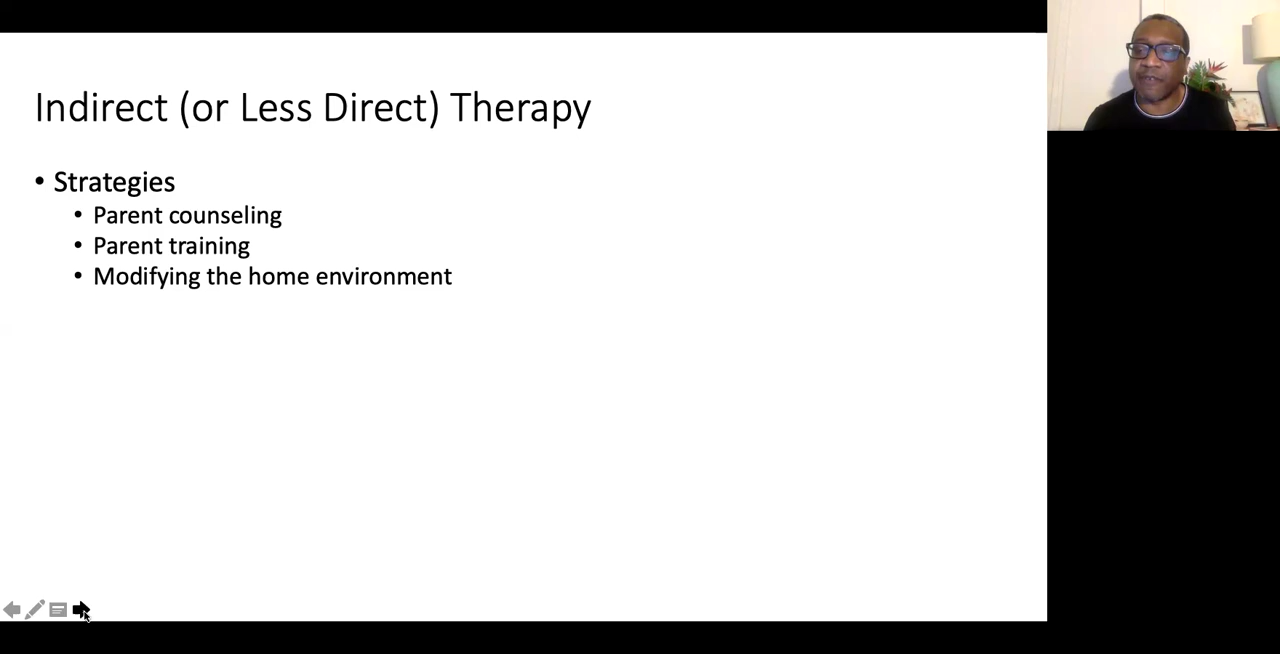 Indirect (or Less Direct) Therapy
• Strategies
• Parent counseling
• Parent training
• Modifying the home environment